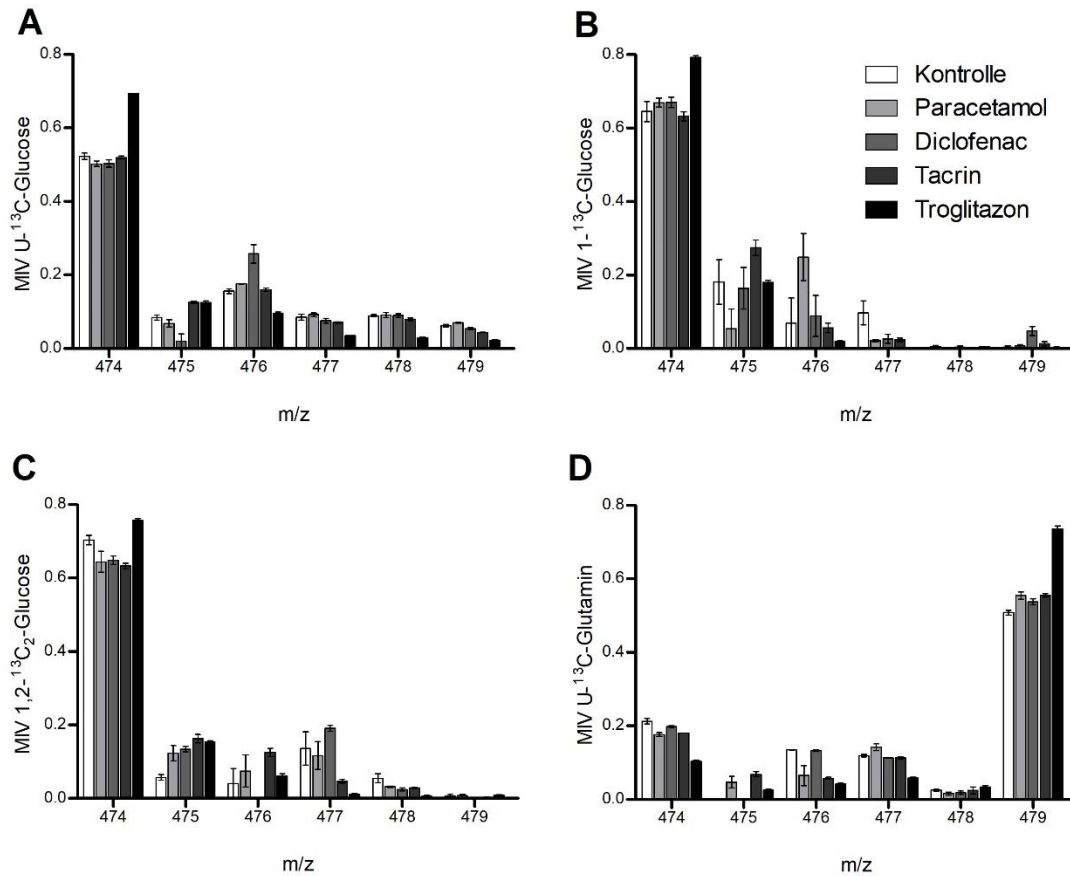 A
MIV U-¹³C-Glucose
0.8
0.6
0.4
0.2
0.0
474 475 476 477 478 479
m/z
B
MIV 1-¹³C-Glucose
0.8
0.6
0.4
0.2
0.0
474 475 476 477 478 479
m/z
Kontrolle
Paracetamol
Diclofenac
Tacrin
Troglitazon
C
MIV 1,2-¹³C₂-Glucose
0.8
0.6
0.4
0.2
0.0
474 475 476 477 478 479
m/z
D
MIV U-¹³C-Glutamin
0.8
0.6
0.4
0.2
0.0
474 475 476 477 478 479
m/z